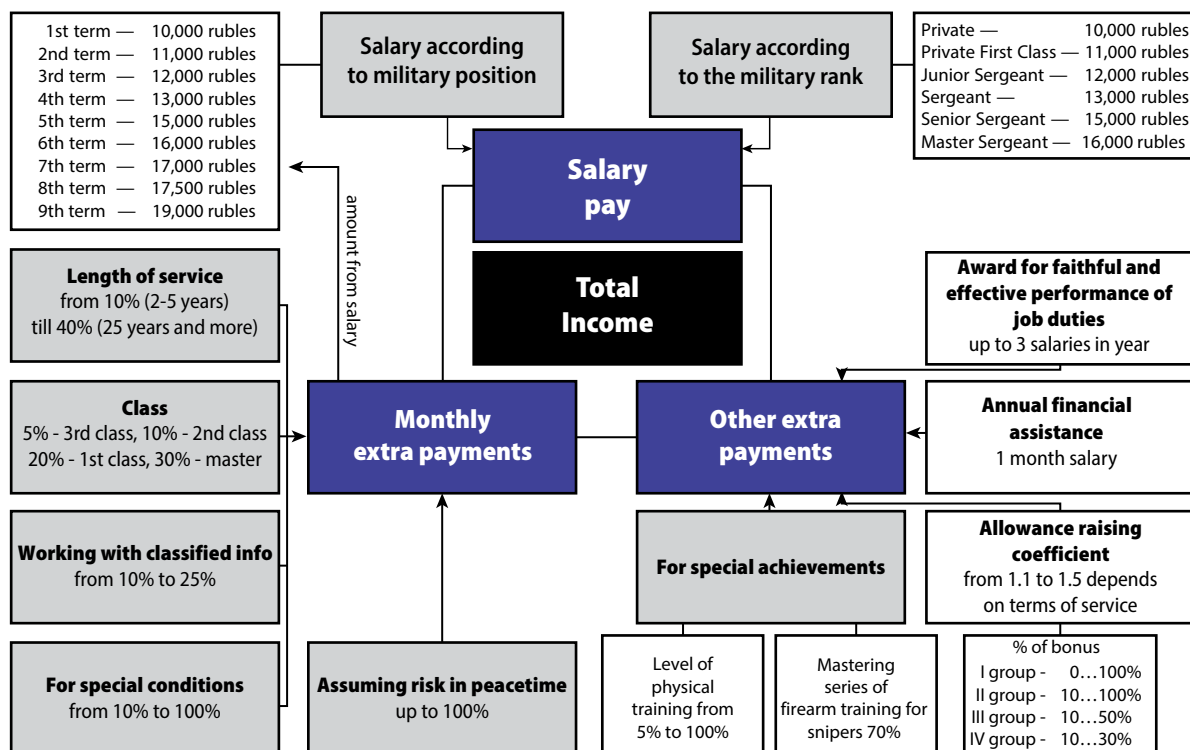 1st term — 10,000 rubles
2nd term — 11,000 rubles
3rd term — 12,000 rubles
4th term — 13,000 rubles
5th term — 15,000 rubles
6th term — 16,000 rubles
7th term — 17,000 rubles
8th term — 17,500 rubles
9th term — 19,000 rubles
Salary according
to military position
Salary according
to the military rank
Private — 10,000 rubles
Private First Class — 11,000 rubles
Junior Sergeant — 12,000 rubles
Sergeant — 13,000 rubles
Senior Sergeant — 15,000 rubles
Master Sergeant — 16,000 rubles
Salary
pay
amount from salary
Total
Income
Length of service
from 10% (2-5 years)
till 40% (25 years and more)
Award for faithful and
effective performance of
job duties
up to 3 salaries in year
Class
5% - 3rd class, 10% - 2nd class
20% - 1st class, 30% - master
Monthly
extra payments
Other extra
payments
Annual financial
assistance
1 month salary
Working with classified info
from 10% to 25%
For special achievements
Allowance raising
coefficient
from 1.1 to 1.5 depends
on terms of service
For special conditions
from 10% to 100%
Assuming risk in peacetime
up to 100%
Level of
physical
training from
5% to 100%
Mastering
series of
firearm training for
snipers 70%
% of bonus
I group - 0...100%
II group - 10...100%
III group - 10...50%
IV group - 10...30%